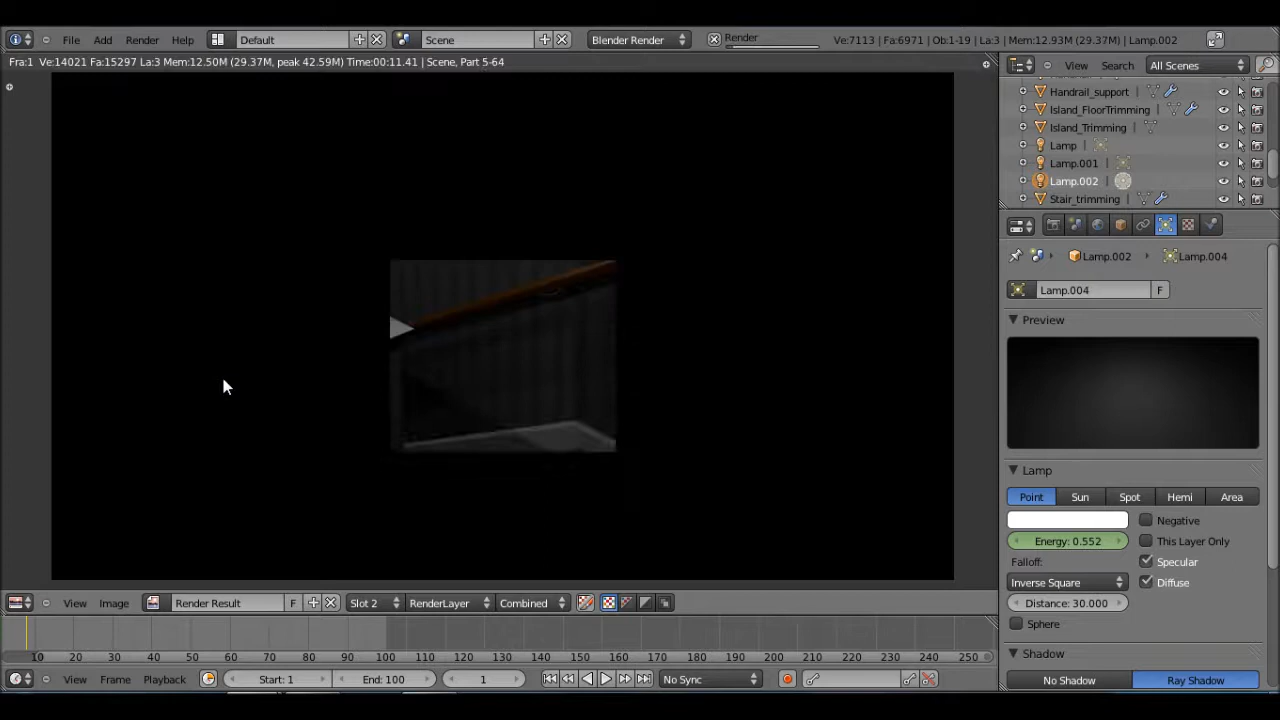 File Add Render Help Default Scene Blender Render Render Ve:7113 | Fa:6971 | Ob:1-19 | La:3 | Mem:12.93M (29.37M) | Lamp.002
Fra:1 Ve:14021 Fa:15297 La:3 Mem:12.50M (29.37M, peak 42.59M) Time:00:11.41 | Scene, Part 5-64
View Search All Scenes
Handrail_support
Island_FloorTrimming
Island_Trimming
Lamp
Lamp.001
Lamp.002
Stair_trimming
Lamp.002 Lamp.004
Lamp.004 F
Preview
Lamp
Point Sun Spot Hemi Area
Negative
Energy: 0.552 This Layer Only
Falloff: Specular
Inverse Square Diffuse
Distance: 30.000
Sphere
Shadow
No Shadow Ray Shadow
View Image Render Result F Slot 2 RenderLayer Combined
10 20 30 40 50 60 70 80 90 100 110 120 130 140 150 160 170 180 190 200 210 220 230 240 250
View Frame Playback Start: 1 End: 100 1 No Sync